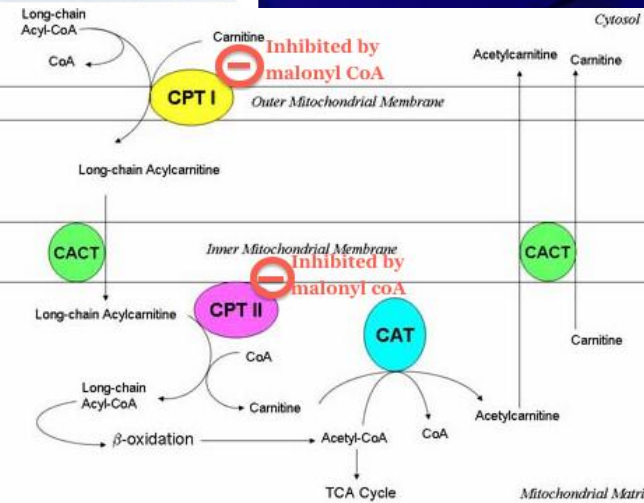 Long-chain
Acyl-CoA
CoA
Carnitine
Inhibited by
malonyl CoA
Cytosol
Acetylcarnitine
Carnitine
CPT I
Outer Mitochondrial Membrane
Long-chain Acylcarnitine
CACT
Inner Mitochondrial Membrane
CACT
Inhibited by
malonyl coA
Long-chain Acylcarnitine
CPT II
CAT
CoA
Carnitine
Long-chain
Acyl-CoA
Carnitine
Acetylcarnitine
β-oxidation
Acetyl-CoA
CoA
TCA Cycle
Mitochondrial Matri